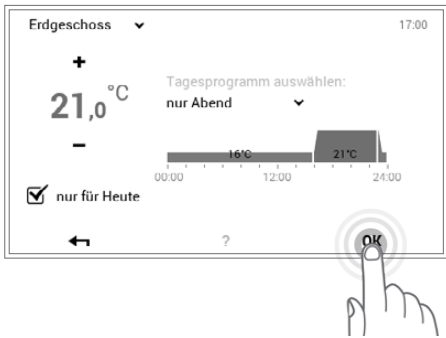 Erdgeschoss
17:00
+
21,0 °C
−
Tagesprogramm auswählen:
nur Abend
16°C 21°C
00:00 12:00 24:00
nur für Heute
? OK